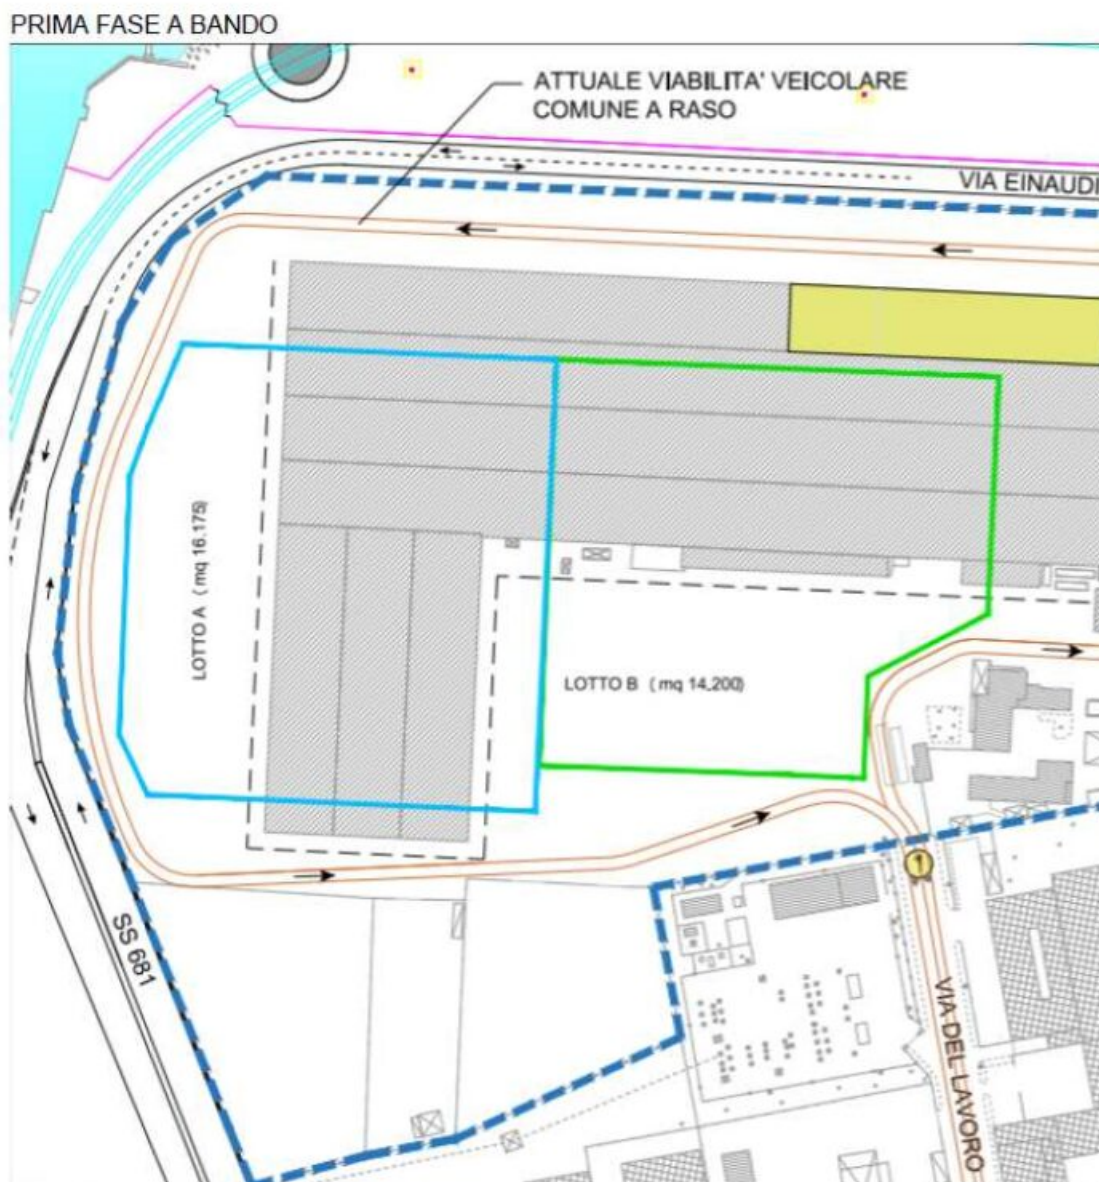 PRIMA FASE A BANDO
ATTUALE VIABILITA' VEICOLARE
COMUNE A RASO
VIA EINAUDI
LOTTO A ( mq 16.175)
LOTTO B ( mq 14.200)
1
SS 681
VIA DEL LAVORO